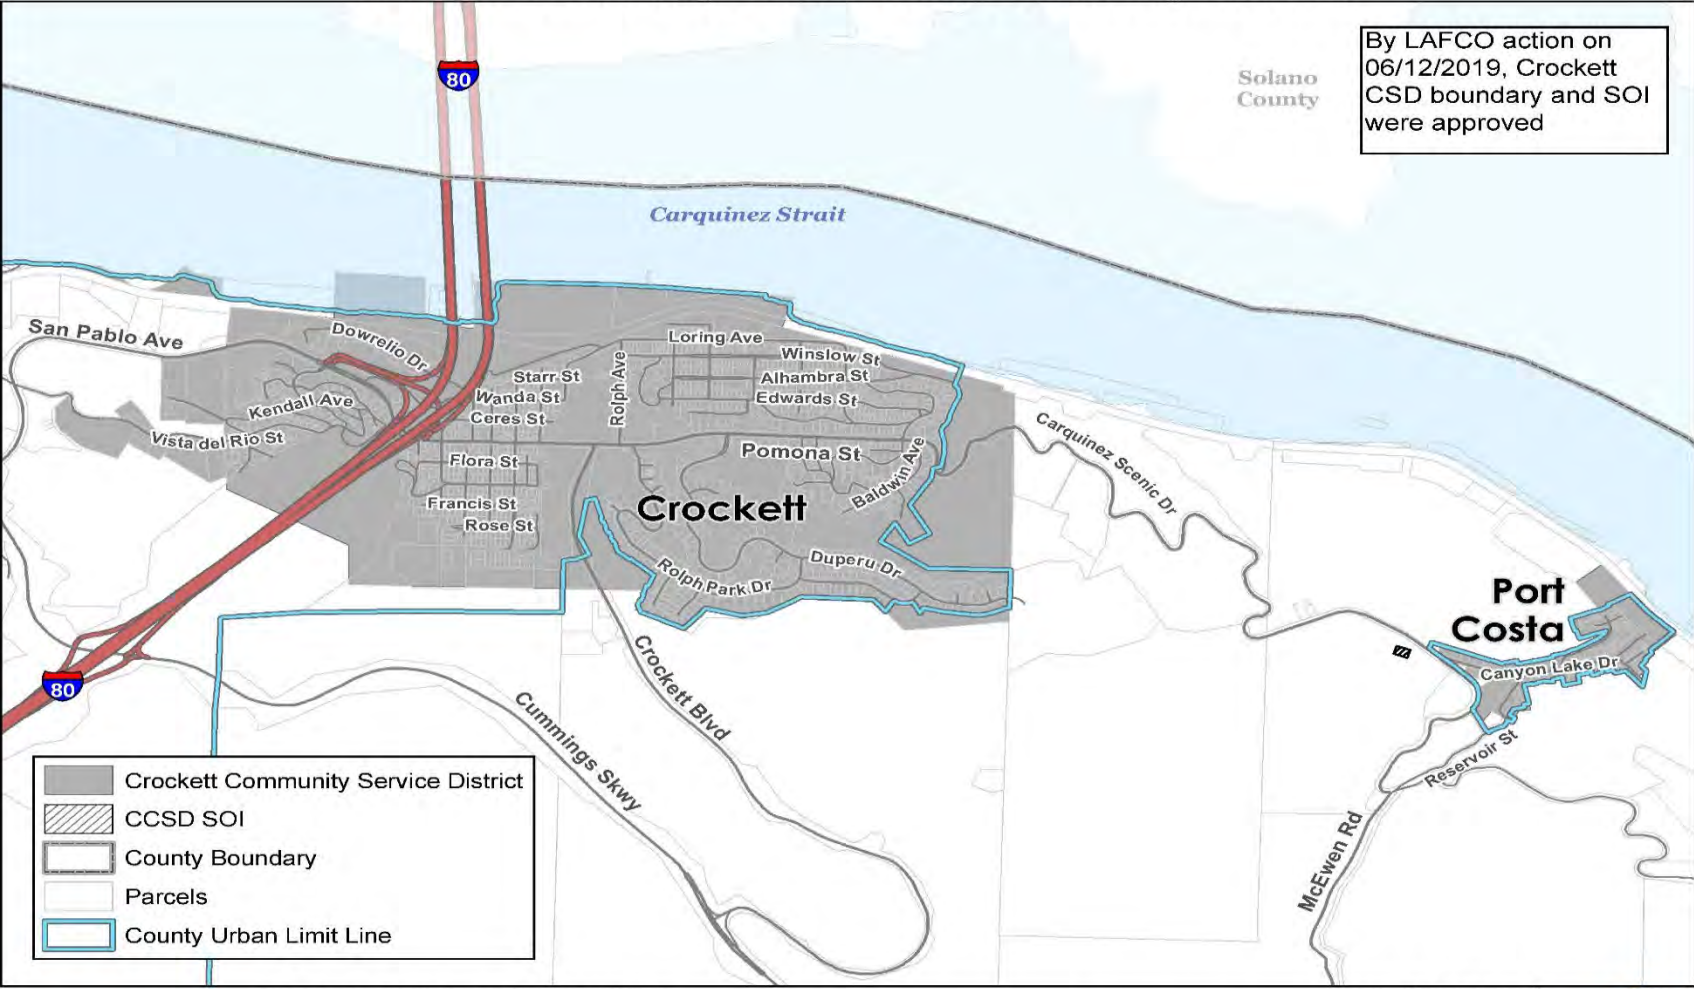 80
By LAFCO action on
06/12/2019, Crockett
CSD boundary and SOI
were approved
Solano
County
Carquinez Strait
San Pablo Ave
Dowrelio Dr
Loring Ave
Winslow St
Starr St
Rolph Ave
Alhambra St
Kendall Ave
Wanda St
Edwards St
Ceres St
Vista del Rio St
Carquinez Scenic Dr
Pomona St
Flora St
Baldwin Ave
Francis St
Crockett
Rose St
Duperu Dr
Rolph Park Dr
Port
Costa
Canyon Lake Dr
80
Crockett Blvd
Cummings Skwy
Reservoir St
McEwen Rd
Crockett Community Service District
CCSD SOI
County Boundary
Parcels
County Urban Limit Line